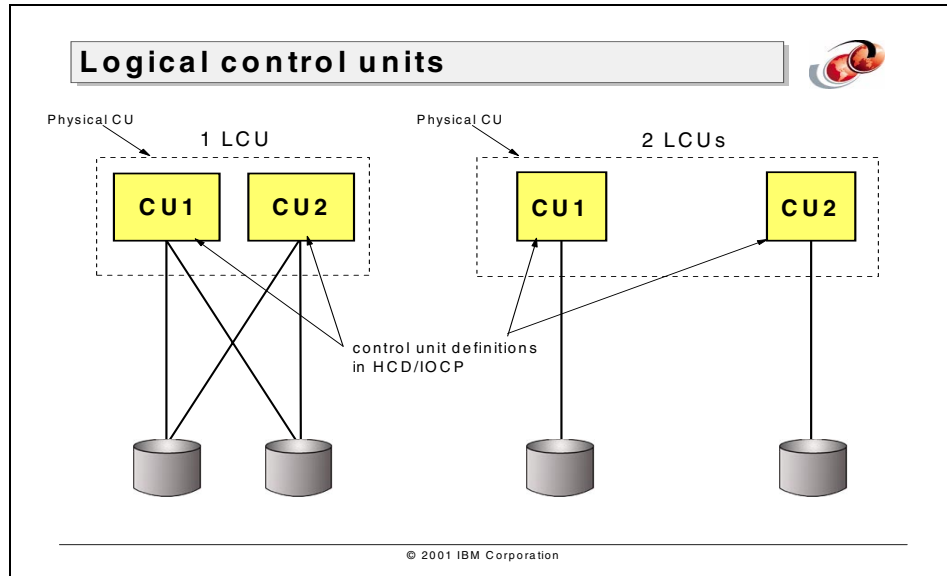 Logical control units
Physical CU
1 LCU
CU1
CU2
Physical CU
2 LCUs
CU1
CU2
control unit definitions
in HCD/IOCP
© 2001 IBM Corporation